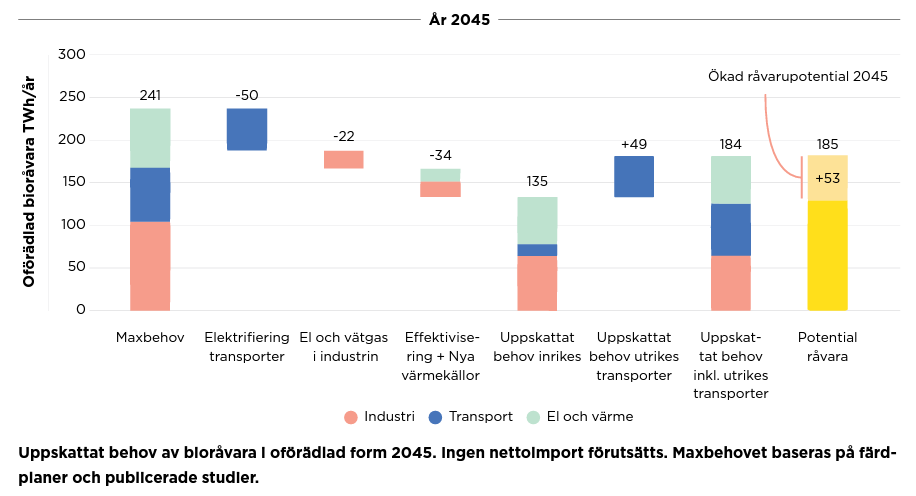 År 2045
Oförädlad bioråvara TWh/år
300
250
200
150
100
50
0
241
-50
-22
-34
135
+49
184
185
+53
Ökad råvarupotential 2045
Maxbehov
Elektrifiering
transporter
El och vätgas
i industrin
Effektivise-
ring + Nya
värmekällor
Uppskattat
behov inrikes
Uppskattat
behov utrikes
transporter
Uppskat-
tat behov
inkl. utrikes
transporter
Potential
råvara
Industri
Transport
El och värme
Uppskattat behov av bioråvara i oförädlad form 2045. Ingen nettoimport förutsätts. Maxbehovet baseras på färd-
planer och publicerade studier.